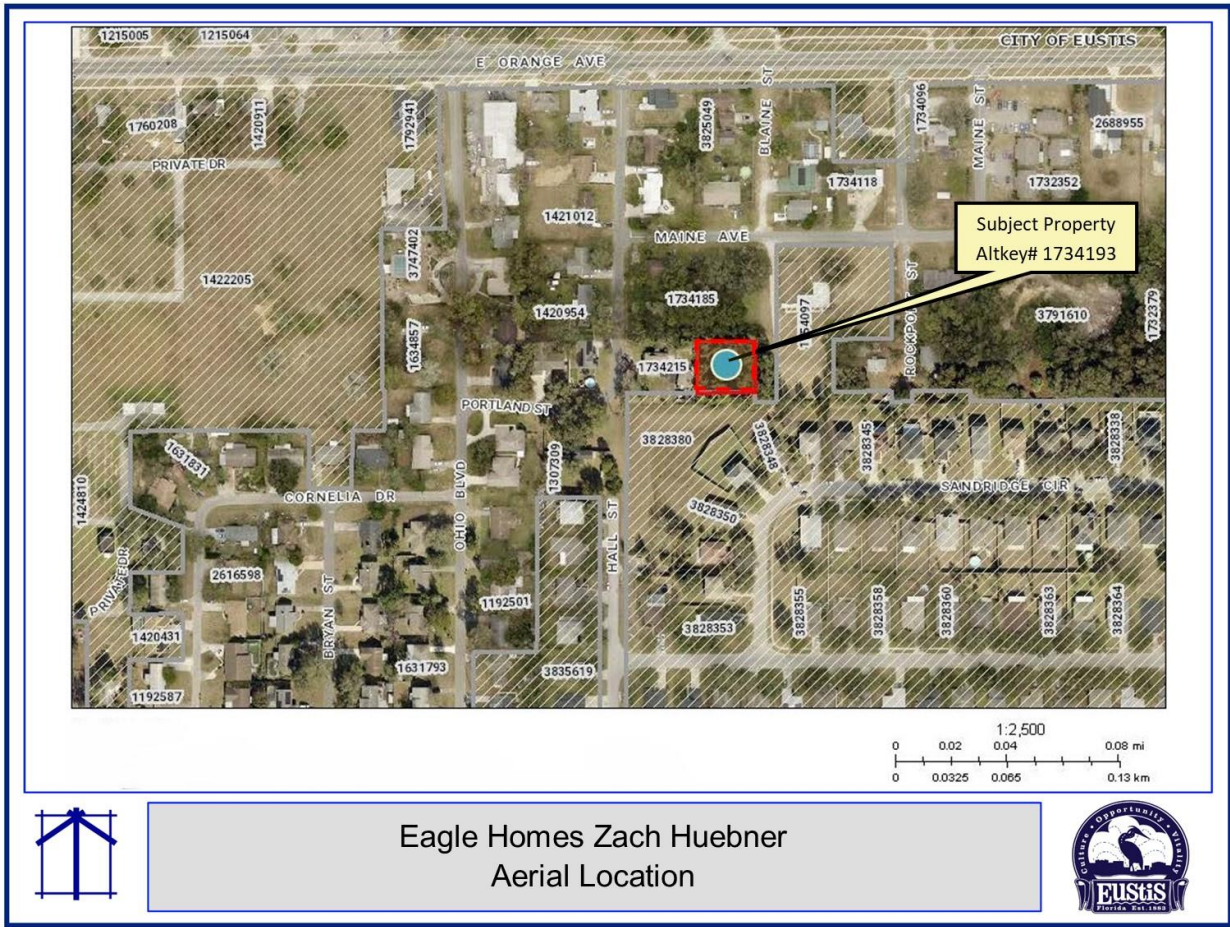 1215005
1215064
CITY OF EUSTIS
E ORANGE AVE
BLAINE ST
1760208
1420911
1792941
3825049
1734096
MAINE ST
2688955
PRIVATE DR
1734118
1732352
1421012
MAINE AVE
Subject Property
Altkey# 1734193
3747402
1422205
1420954
1734185
ROCKPORT ST
3791610
1732379
1634857
1734215
PORTLAND ST
3828380
3828348
3828345
3828338
1631831
1307309
1424810
CORNELIA DR
OHIO BLVD
HALL ST
3828350
SANDRIDGE CIR
PRIVATE DR
2616598
BRYAN ST
1192501
3828353
3828355
3828358
3828360
3828363
3828364
1420431
1631793
3835619
1192587
1:2,500
0 0.02 0.04 0.08 mi
0 0.0325 0.065 0.13 km
Eagle Homes Zach Huebner
Aerial Location
Culture • Opportunity • Vitality
EUSTIS
Florida Est. 1883